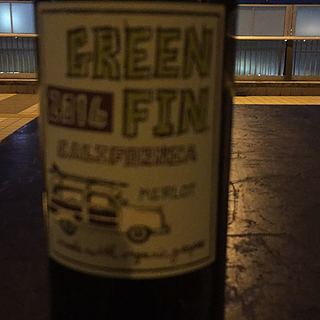 GREEN
2016 FIN
CALIFORNIA
MERLOT
made with organic grapes